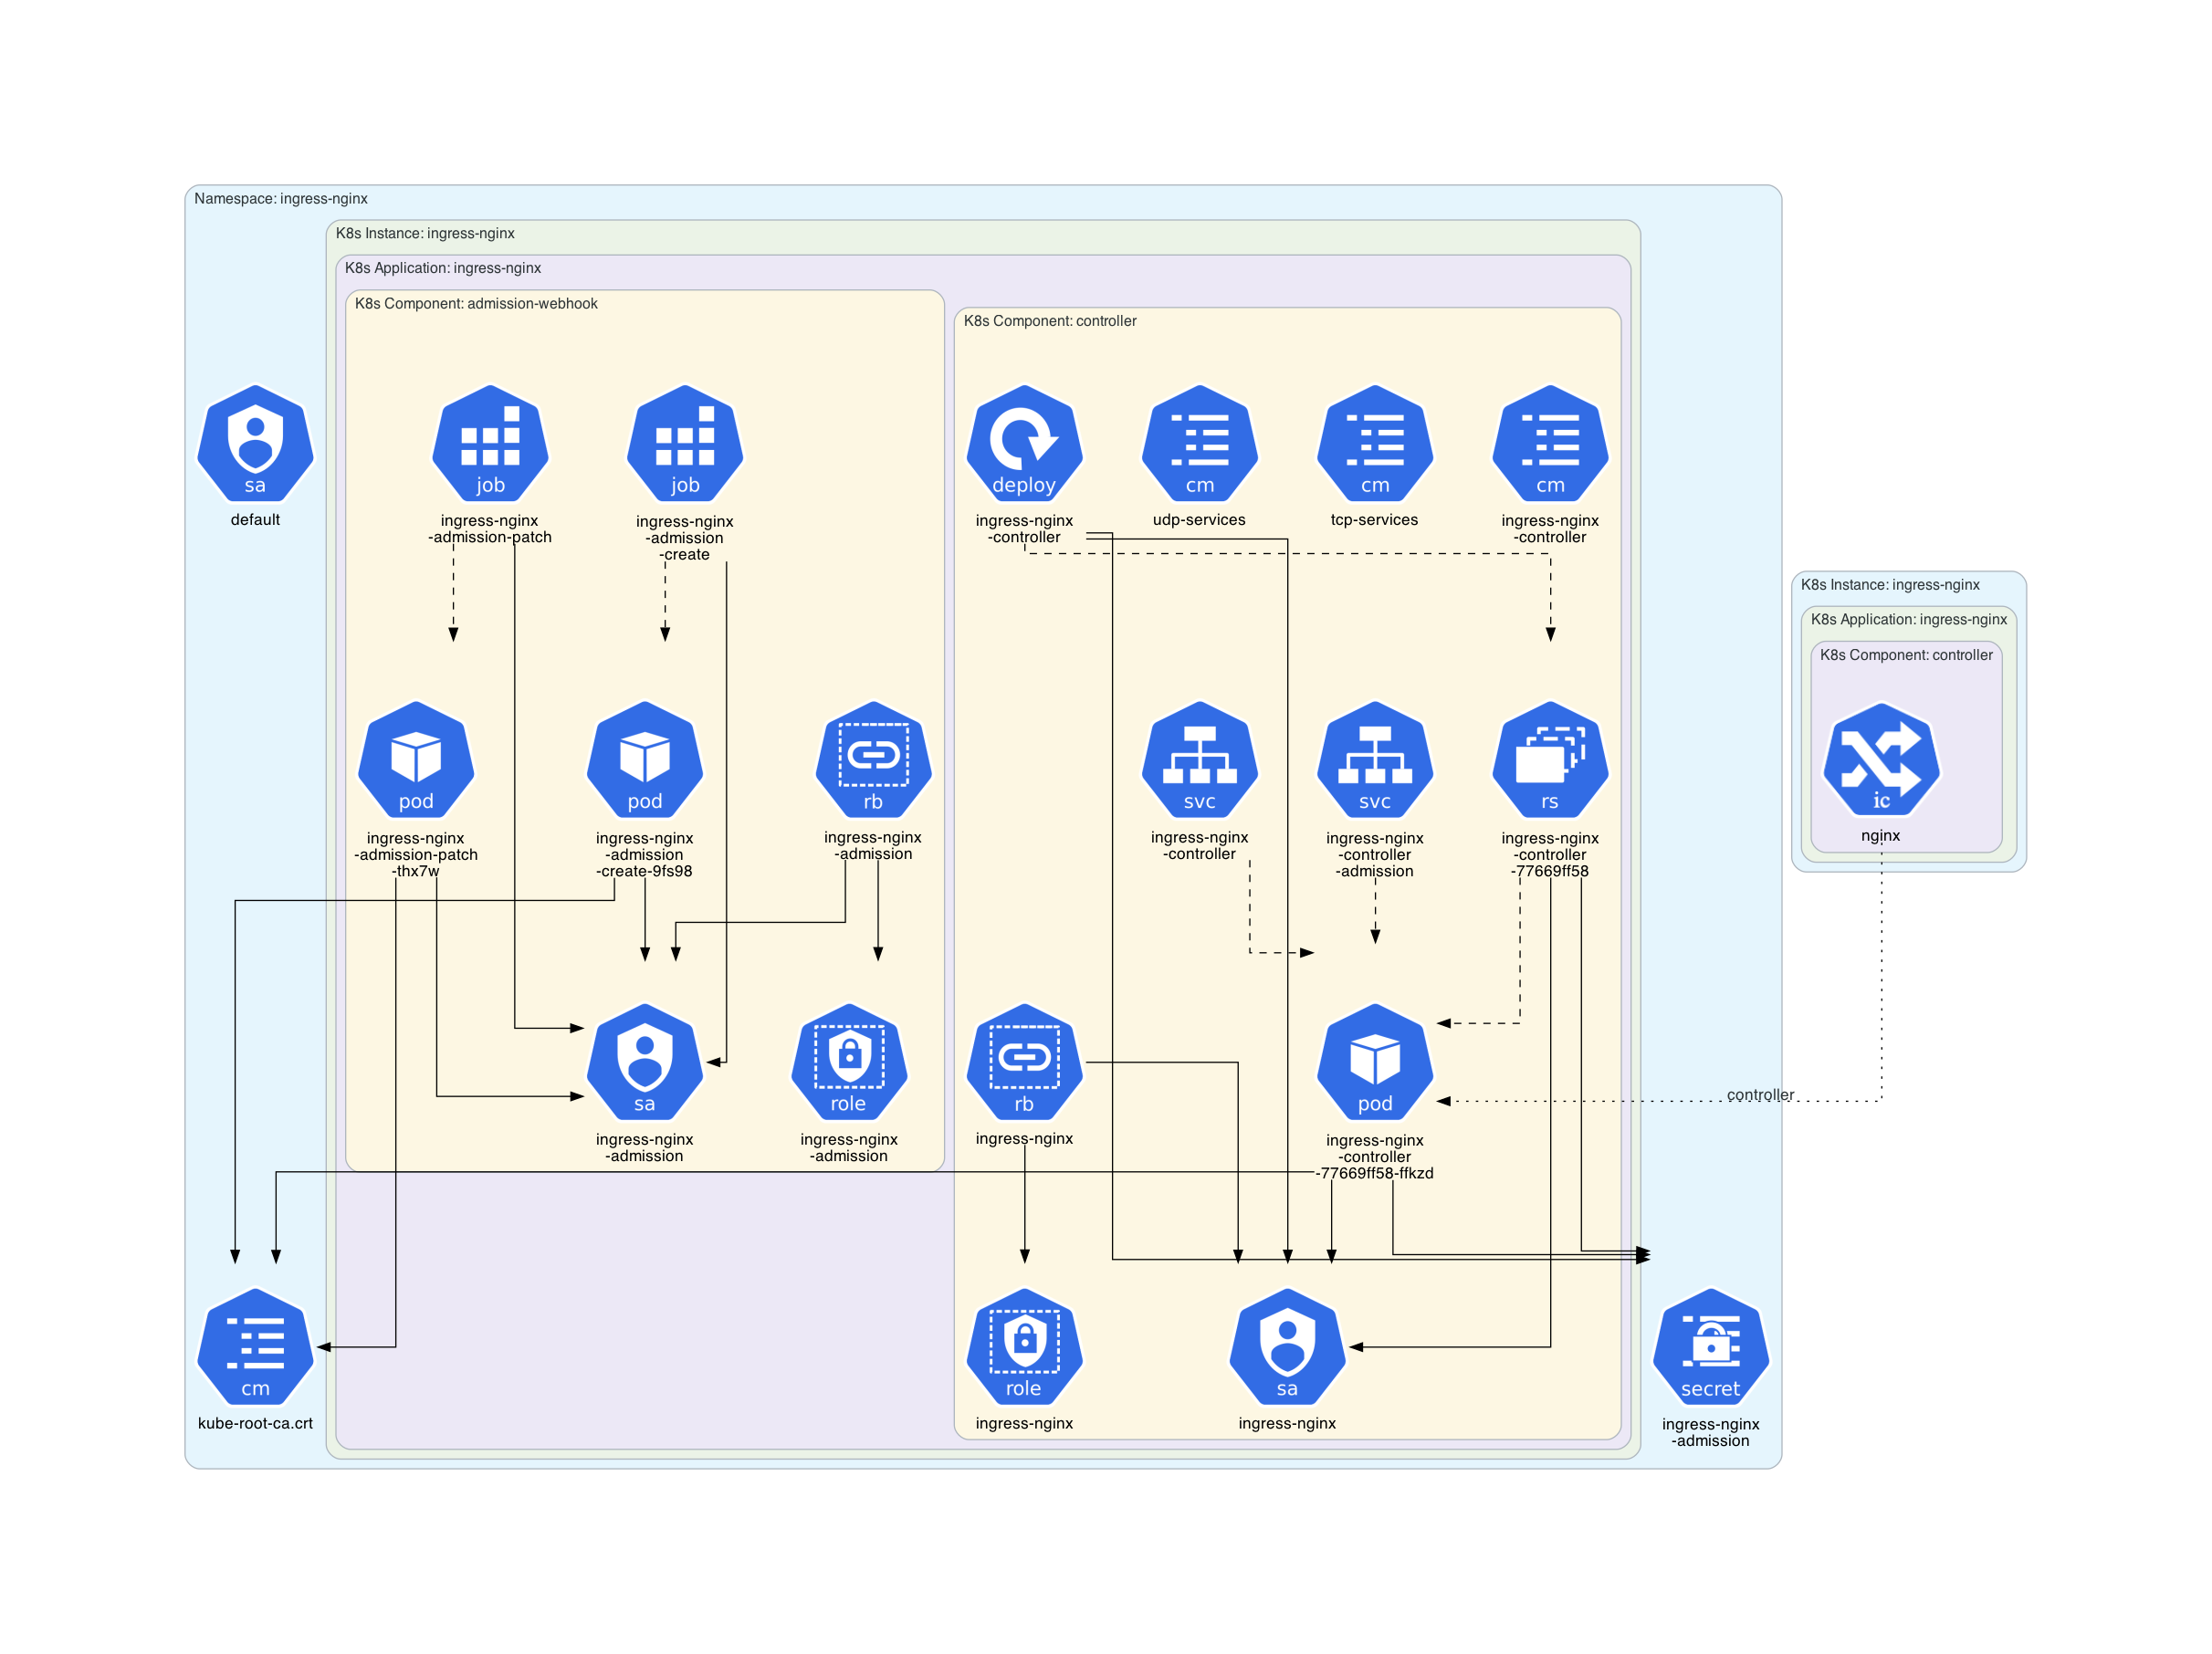 Namespace: ingress-nginx
K8s Instance: ingress-nginx
K8s Application: ingress-nginx
K8s Component: admission-webhook
K8s Component: controller
sa
default
job
ingress-nginx
-admission-patch
job
ingress-nginx
-admission
-create
deploy
ingress-nginx
-controller
cm
udp-services
cm
tcp-services
cm
ingress-nginx
-controller
K8s Instance: ingress-nginx
K8s Application: ingress-nginx
K8s Component: controller
ic
nginx
pod
ingress-nginx
-admission-patch
-thx7w
pod
ingress-nginx
-admission
-create-9fs98
rb
ingress-nginx
-admission
svc
ingress-nginx
-controller
svc
ingress-nginx
-controller
-admission
rs
ingress-nginx
-controller
-77669ff58
sa
ingress-nginx
-admission
role
ingress-nginx
-admission
rb
ingress-nginx
pod
ingress-nginx
-controller
-77669ff58-ffkzd
controller
cm
kube-root-ca.crt
role
ingress-nginx
sa
ingress-nginx
secret
ingress-nginx
-admission